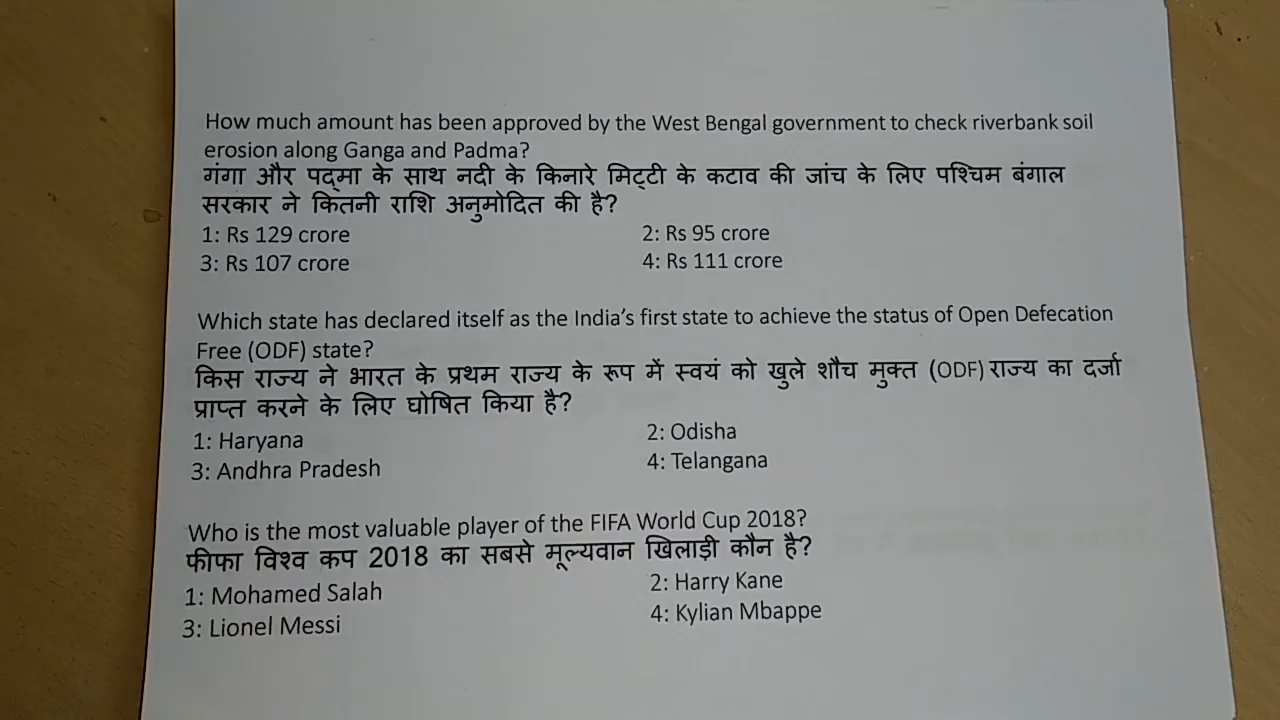 How much amount has been approved by the West Bengal government to check riverbank soil
erosion along Ganga and Padma?
गंगा और पद्मा के साथ नदी के किनारे मिट्टी के कटाव की जांच के लिए पश्चिम बंगाल
सरकार ने कितनी राशि अनुमोदित की है?
1: Rs 129 crore 2: Rs 95 crore
3: Rs 107 crore 4: Rs 111 crore
Which state has declared itself as the India’s first state to achieve the status of Open Defecation
Free (ODF) state?
किस राज्य ने भारत के प्रथम राज्य के रूप में स्वयं को खुले शौच मुक्त (ODF) राज्य का दर्जा
प्राप्त करने के लिए घोषित किया है?
1: Haryana 2: Odisha
3: Andhra Pradesh 4: Telangana
Who is the most valuable player of the FIFA World Cup 2018?
फीफा विश्व कप 2018 का सबसे मूल्यवान खिलाड़ी कौन है?
1: Mohamed Salah 2: Harry Kane
3: Lionel Messi 4: Kylian Mbappe